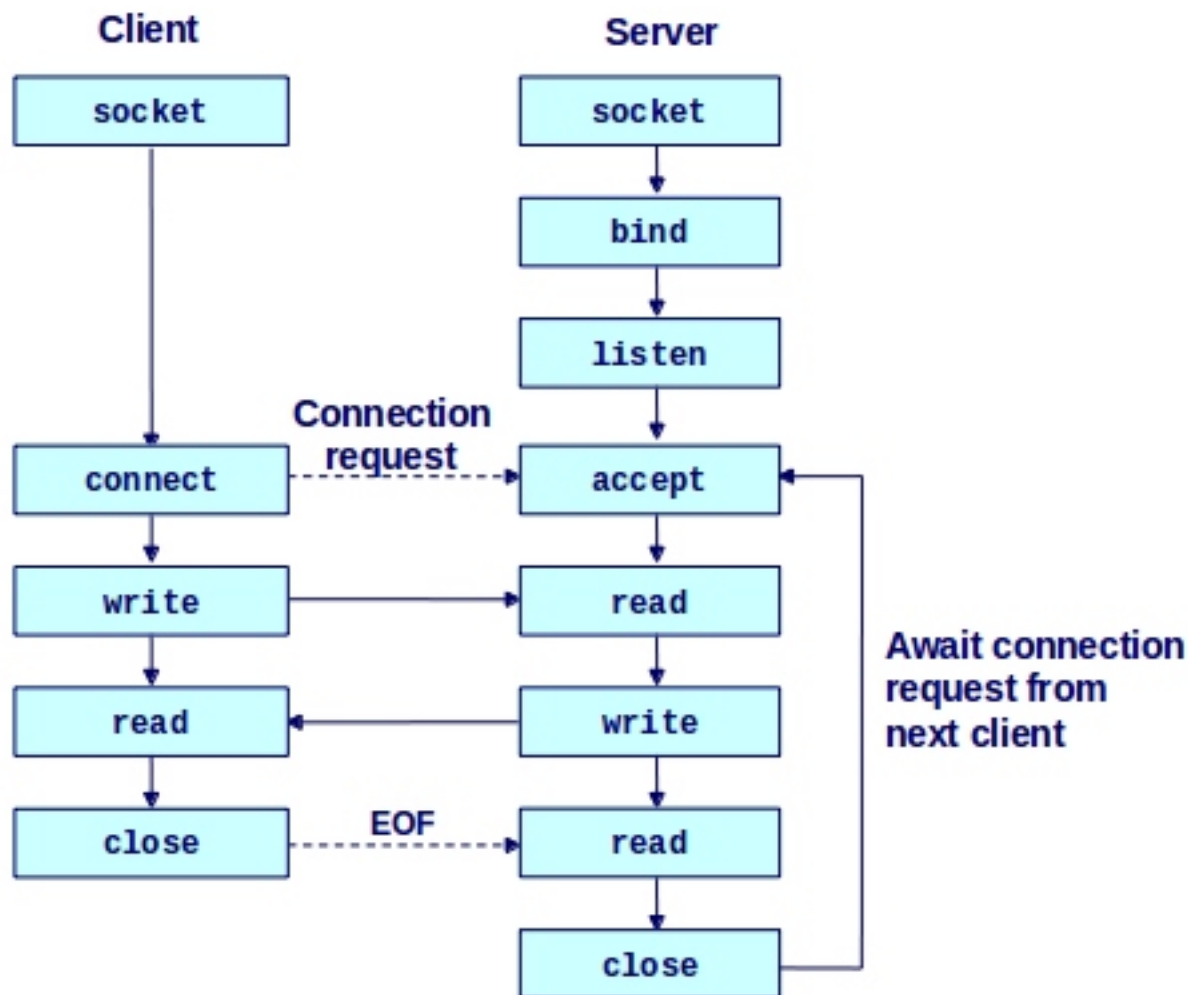 Client
Server
socket
socket
bind
listen
Connection
request
connect
accept
write
read
Await connection
request from
next client
read
write
EOF
close
read
close